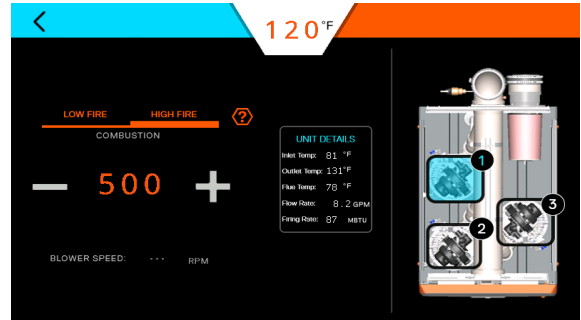 120°F
LOW FIRE HIGH FIRE ?
COMBUSTION
500
BLOWER SPEED: --- RPM
UNIT DETAILS
Inlet Temp: 81 °F
Outlet Temp: 131°F
Flue Temp: 78 °F
Flow Rate: 8.2 GPM
Firing Rate: 87 MBTU
1
2
3